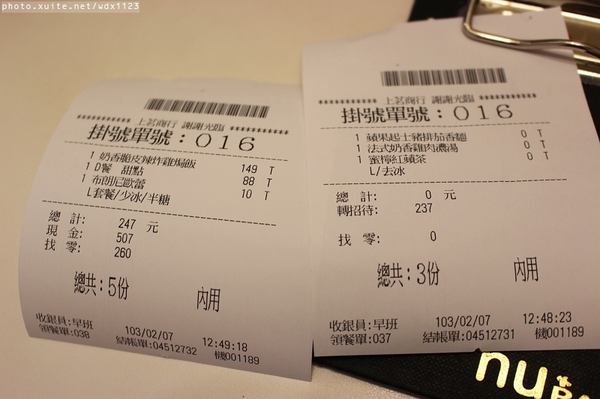 photo.xuite.net/wdx1123
上茗商行 謝謝光臨
掛號單號：016
1 奶香脆皮辣炸雞焗飯 149 T
1 D餐 甜點 88 T
1 布朗尼歐蕾 10 T
L套餐/少冰/半糖
總 計： 247 元
現 金： 507
找 零： 260
總共：5份 內用
收銀員：早班 103/02/07 12:49:18
領餐單：038 結帳單：04512732 機001189
上茗商行 謝謝光臨
掛號單號：016
1 蘋果起士豬排茄香麵 0 T
1 法式奶香雞肉濃湯 0 T
1 蜜檸紅蘋茶 0 T
L/去冰
總 計： 0 元
轉招待： 237
找 零： 0
總共：3份 內用
收銀員：早班 103/02/07 12:48:23
領餐單：037 結帳單：04512731 機001189
nu